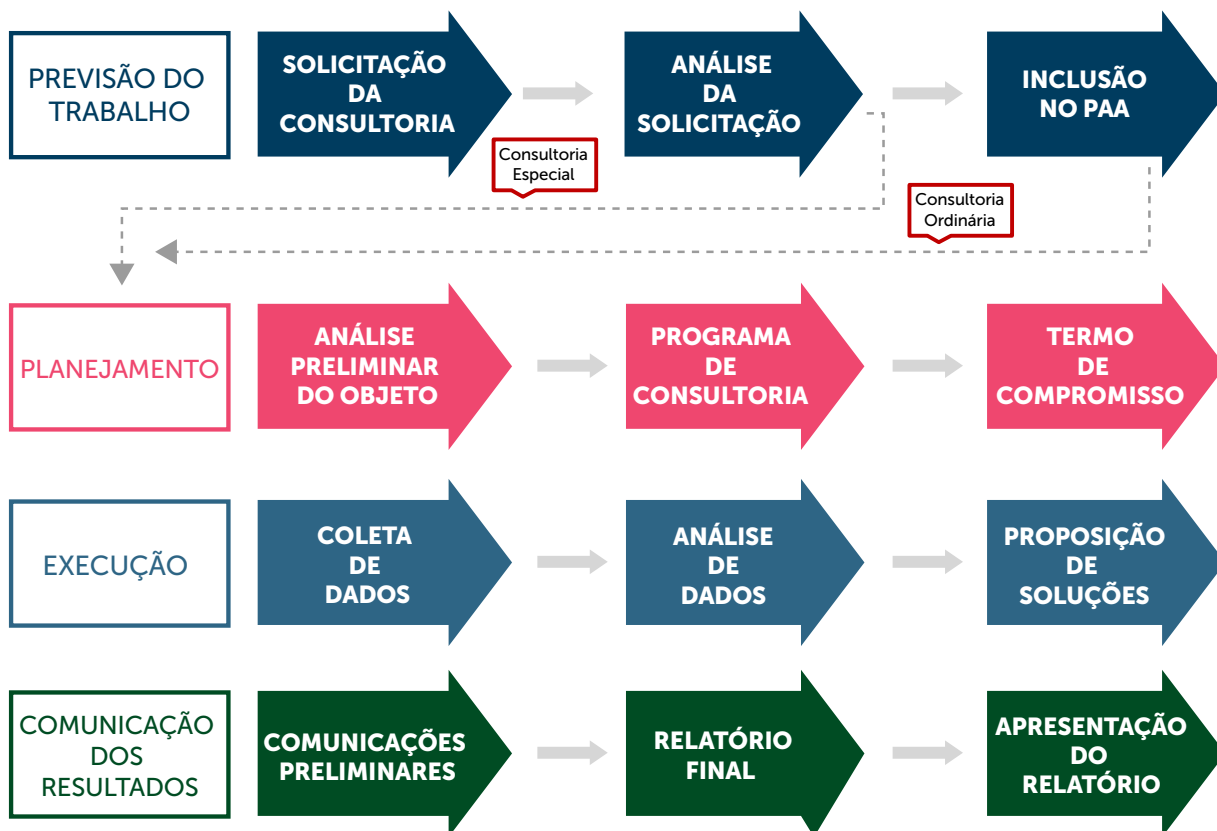 PREVISÃO DO
TRABALHO
SOLICITAÇÃO
DA
CONSULTORIA
ANÁLISE
DA
SOLICITAÇÃO
INCLUSÃO
NO PAA
Consultoria
Especial
Consultoria
Ordinária
PLANEJAMENTO
ANÁLISE
PRELIMINAR
DO OBJETO
PROGRAMA
DE
CONSULTORIA
TERMO
DE
COMPROMISSO
EXECUÇÃO
COLETA
DE
DADOS
ANÁLISE
DE
DADOS
PROPOSIÇÃO
DE
SOLUÇÕES
COMUNICAÇÃO
DOS
RESULTADOS
COMUNICAÇÕES
PRELIMINARES
RELATÓRIO
FINAL
APRESENTAÇÃO
DO
RELATÓRIO